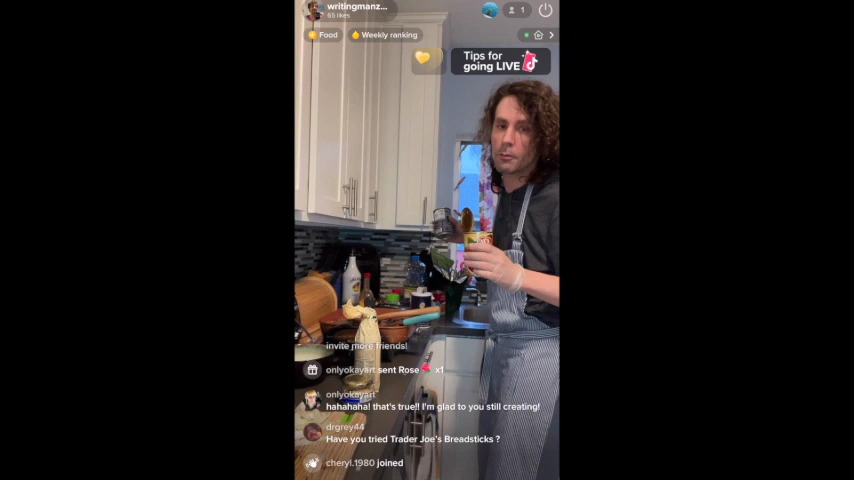 writingmanz...
65 likes
1
Food
Weekly ranking
Tips for
going LIVE
invite more friends!
onlyokayart sent Rose x1
onlyokayart
hahahaha! that's true!! I'm glad to you still creating!
drgrey44
Have you tried Trader Joe's Breadsticks ?
cheryl.1980 joined